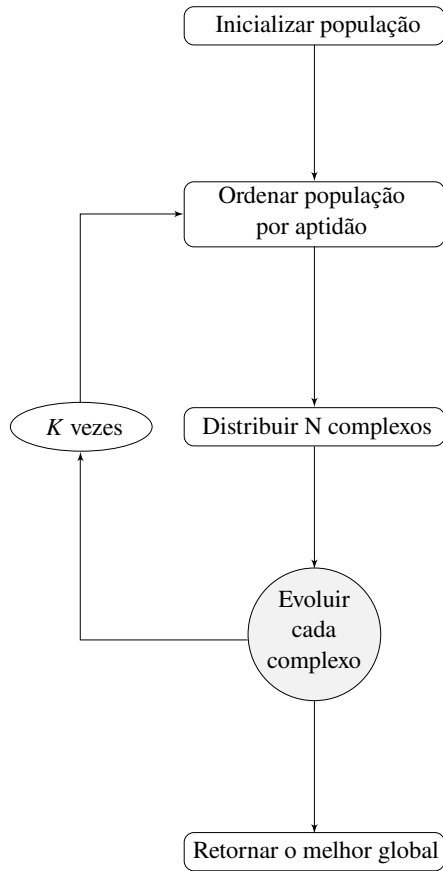 Inicializar população
Ordenar população
por aptidão
K vezes
Distribuir N complexos
Evoluir
cada
complexo
Retornar o melhor global